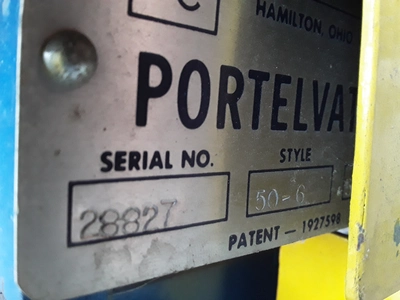 C
HAMILTON, OHIO
PORTELVAT
SERIAL NO. STYLE
28827 50-6
PATENT — 1927598